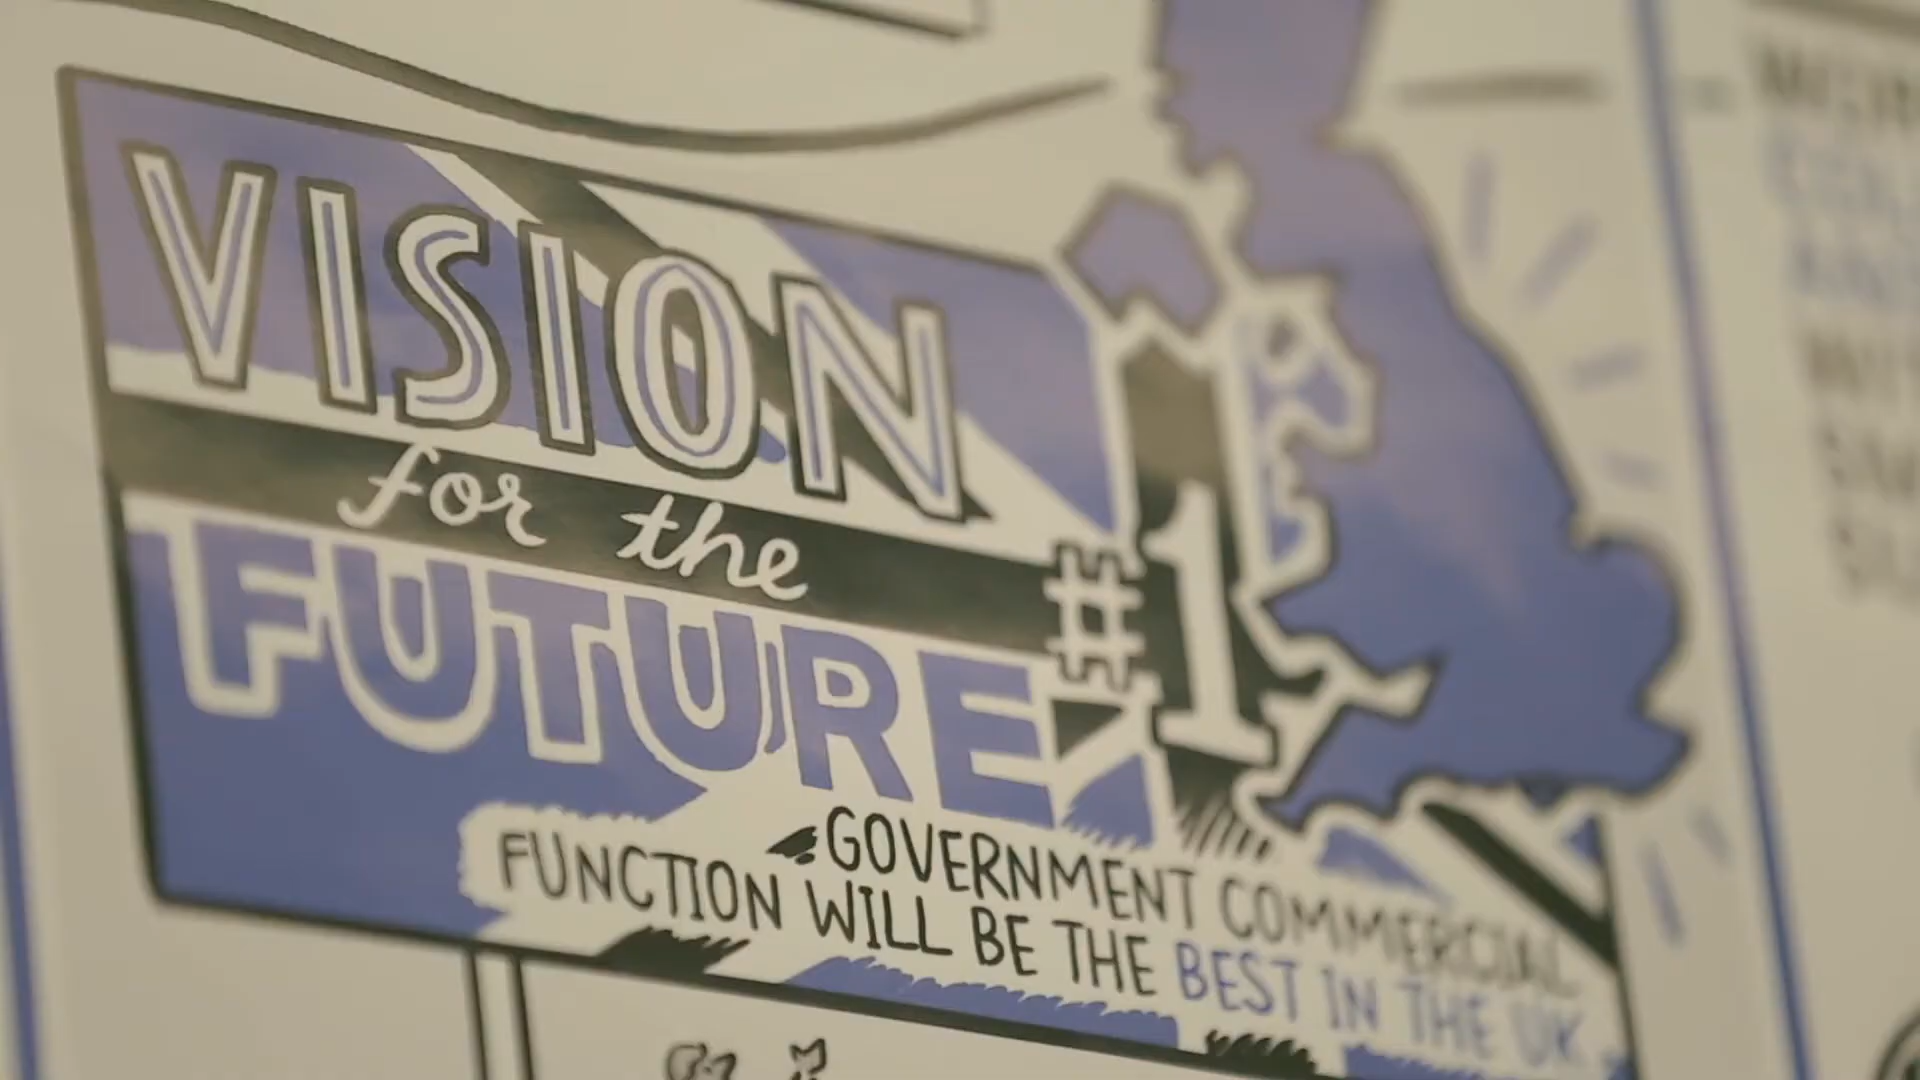 VISION
for the
FUTURE
#1
GOVERNMENT COMMERCIAL
FUNCTION WILL BE THE BEST IN THE UK